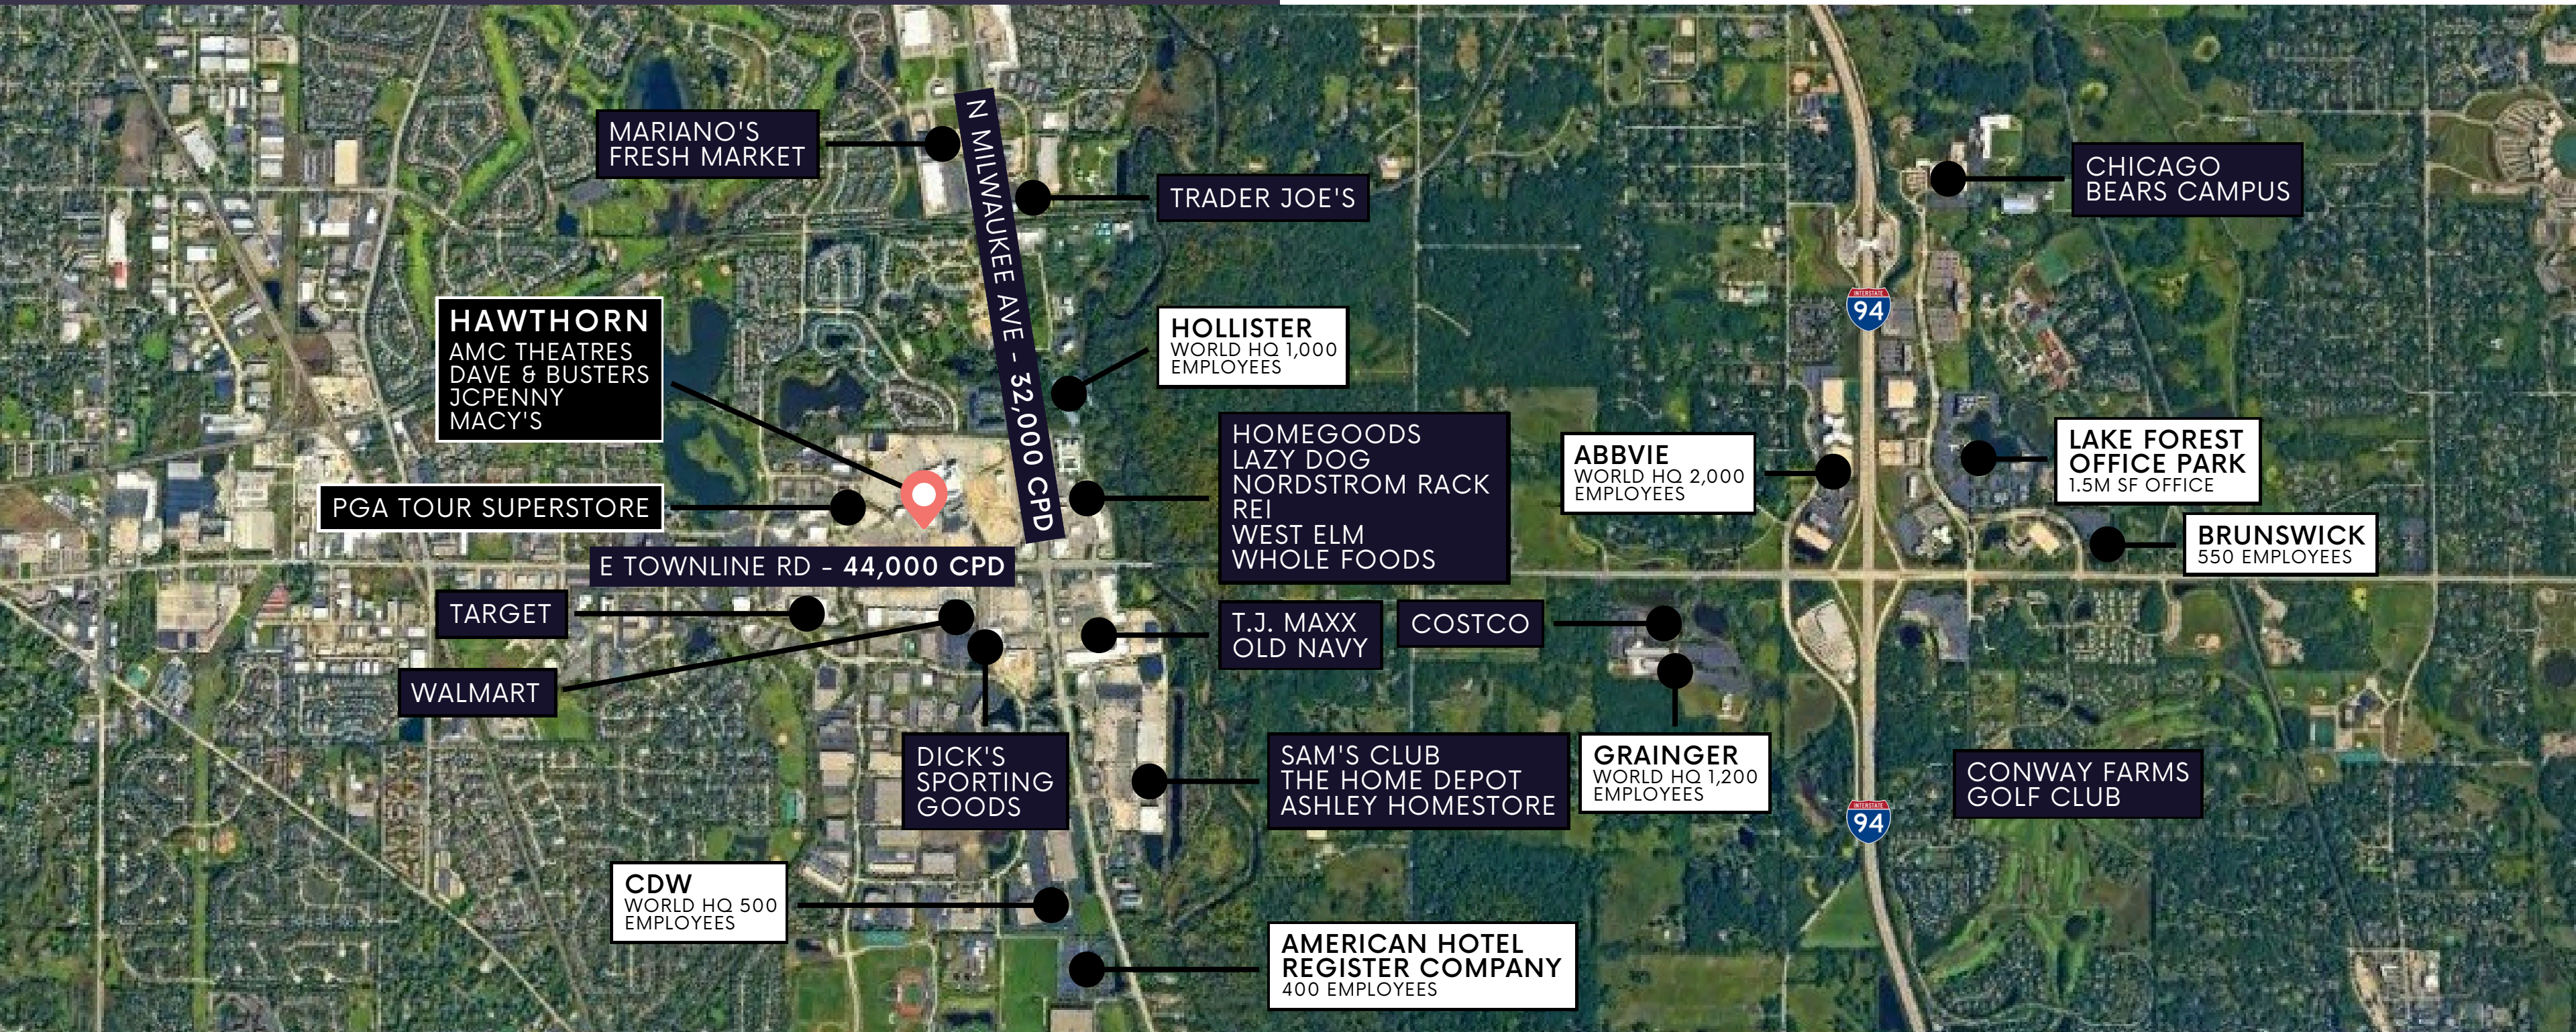 MARIANO'S
FRESH MARKET
N MILWAUKEE AVE - 32,000 CPD
TRADER JOE'S
CHICAGO
BEARS CAMPUS
INTERSTATE
94
HAWTHORN
AMC THEATRES
DAVE & BUSTERS
JCPENNY
MACY'S
HOLLISTER
WORLD HQ 1,000
EMPLOYEES
HOMEGOODS
LAZY DOG
NORDSTROM RACK
REI
WEST ELM
WHOLE FOODS
ABBVIE
WORLD HQ 2,000
EMPLOYEES
LAKE FOREST
OFFICE PARK
1.5M SF OFFICE
PGA TOUR SUPERSTORE
BRUNSWICK
550 EMPLOYEES
E TOWNLINE RD - 44,000 CPD
TARGET
T.J. MAXX
OLD NAVY
COSTCO
WALMART
DICK'S
SPORTING
GOODS
SAM'S CLUB
THE HOME DEPOT
ASHLEY HOMESTORE
GRAINGER
WORLD HQ 1,200
EMPLOYEES
CONWAY FARMS
GOLF CLUB
INTERSTATE
94
CDW
WORLD HQ 500
EMPLOYEES
AMERICAN HOTEL
REGISTER COMPANY
400 EMPLOYEES